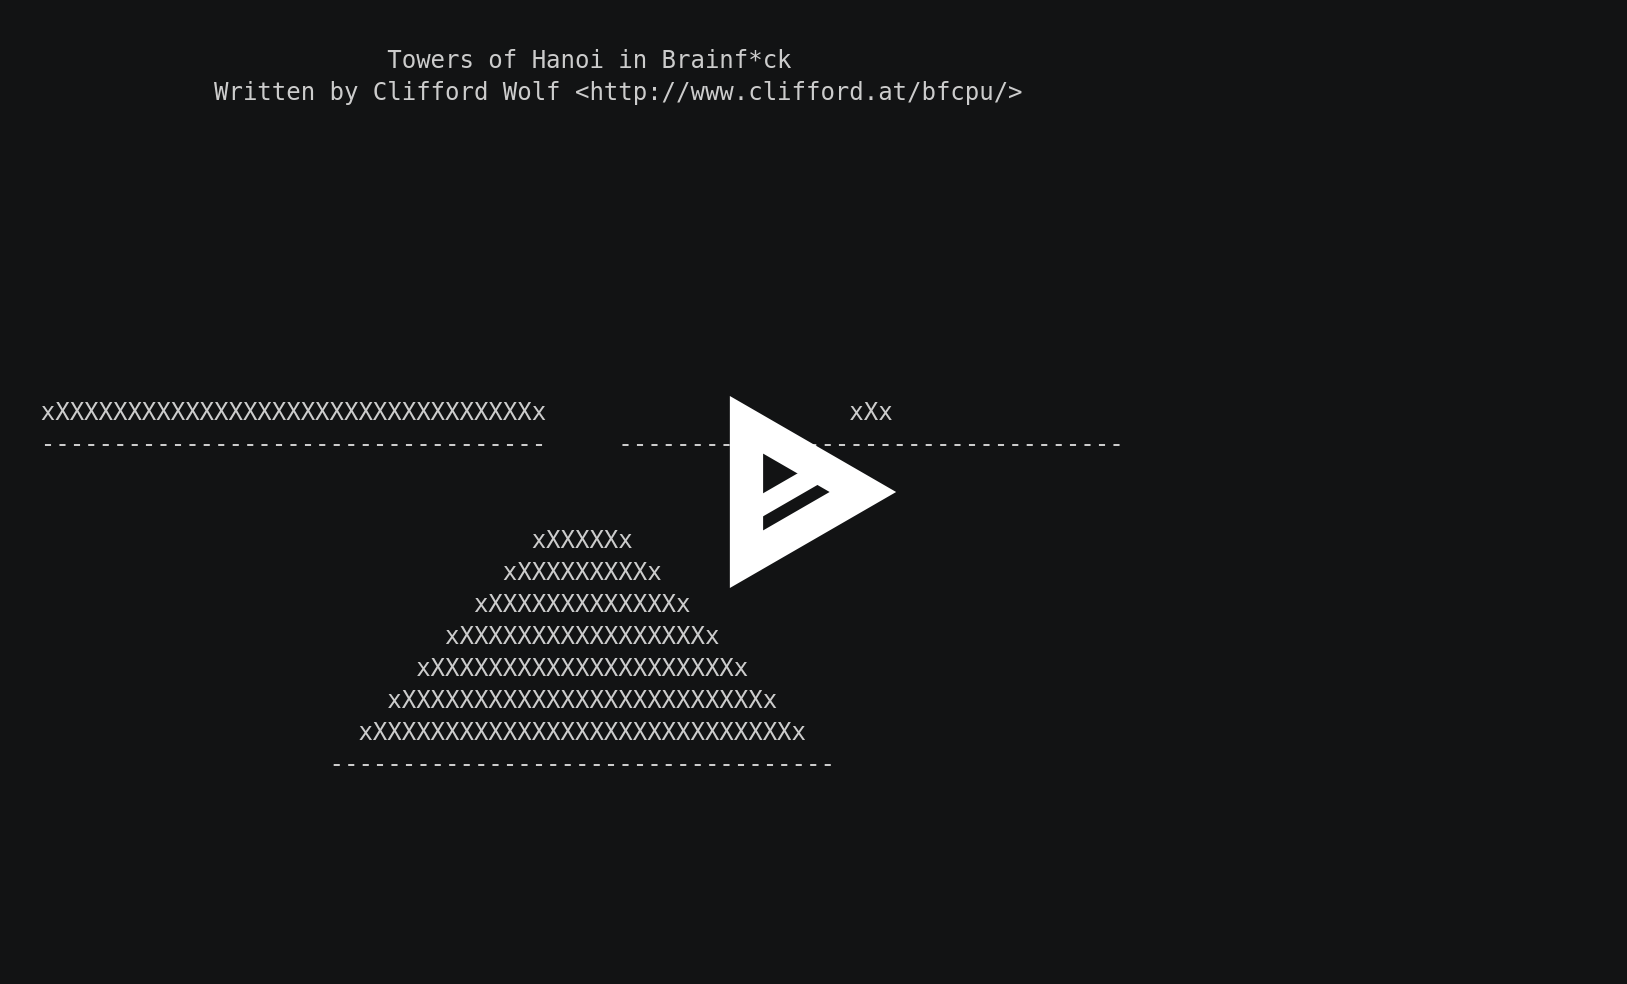 Towers of Hanoi in Brainf*ck
Written by Clifford Wolf <http://www.clifford.at/bfcpu/>
xXXXXXXXXXXXXXXXXXXXXXXXXXXXXXXXXXx xXx
----------------------------------- ------- ---------------------
xXXXXXx
xXXXXXXXXXx
xXXXXXXXXXXXXXx
xXXXXXXXXXXXXXXXXXx
xXXXXXXXXXXXXXXXXXXXXXx
xXXXXXXXXXXXXXXXXXXXXXXXXXx
xXXXXXXXXXXXXXXXXXXXXXXXXXXXXXx
-----------------------------------